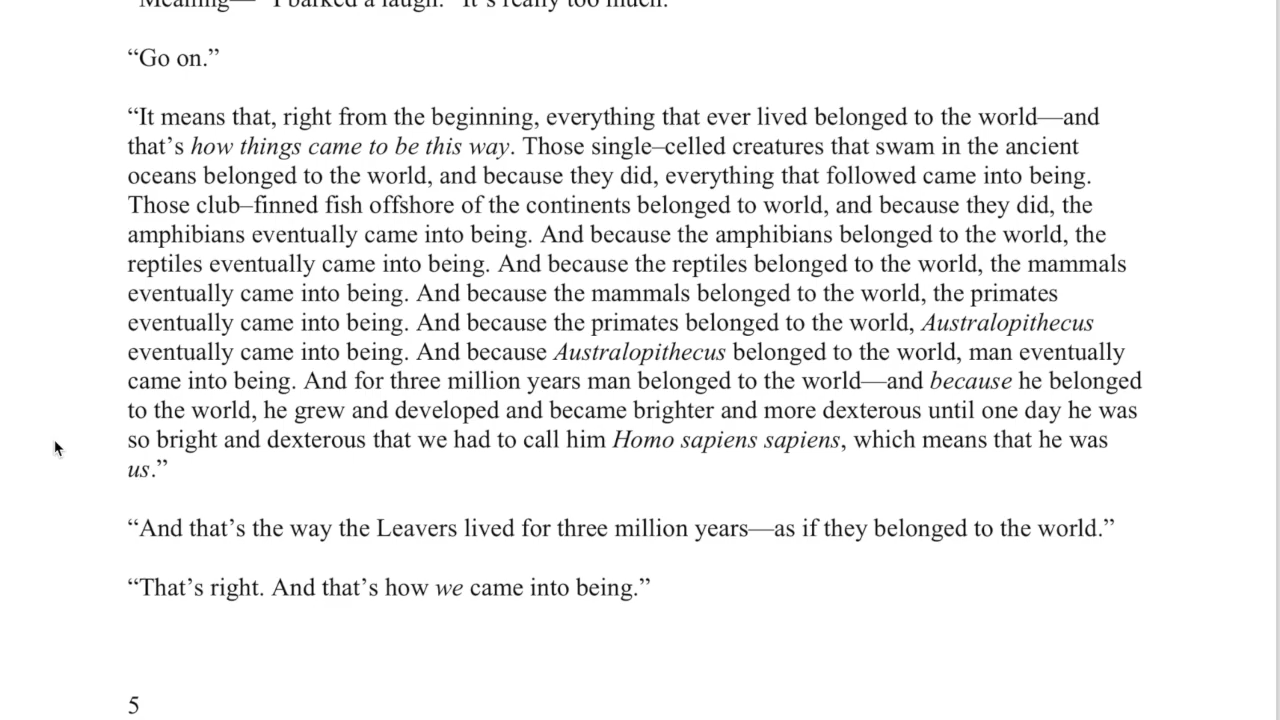 “Meaning—” I barked a laugh. “It’s really too much.”
“Go on.”
“It means that, right from the beginning, everything that ever lived belonged to the world—and
that’s how things came to be this way. Those single–celled creatures that swam in the ancient
oceans belonged to the world, and because they did, everything that followed came into being.
Those club–finned fish offshore of the continents belonged to world, and because they did, the
amphibians eventually came into being. And because the amphibians belonged to the world, the
reptiles eventually came into being. And because the reptiles belonged to the world, the mammals
eventually came into being. And because the mammals belonged to the world, the primates
eventually came into being. And because the primates belonged to the world, Australopithecus
eventually came into being. And because Australopithecus belonged to the world, man eventually
came into being. And for three million years man belonged to the world—and because he belonged
to the world, he grew and developed and became brighter and more dexterous until one day he was
so bright and dexterous that we had to call him Homo sapiens sapiens, which means that he was
us.”
“And that’s the way the Leavers lived for three million years—as if they belonged to the world.”
“That’s right. And that’s how we came into being.”
5